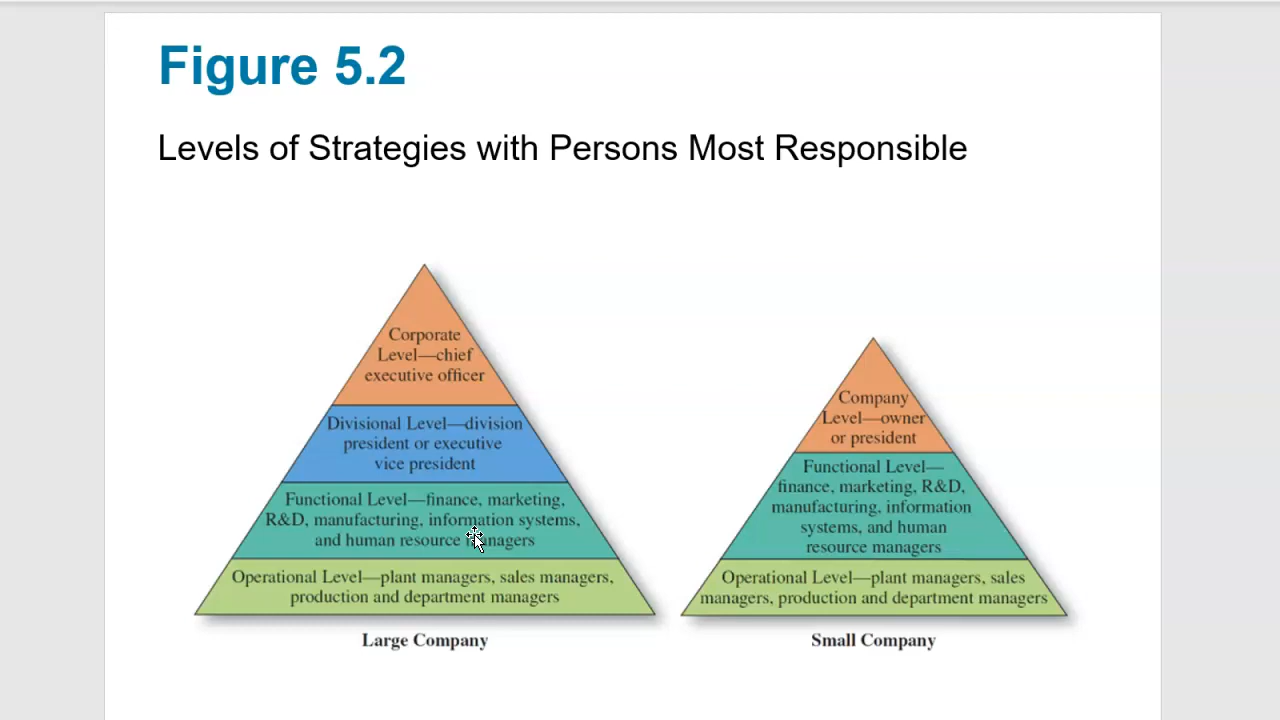 Figure 5.2
Levels of Strategies with Persons Most Responsible
Corporate
Level—chief
executive officer
Divisional Level—division
president or executive
vice president
Functional Level—finance, marketing,
R&D, manufacturing, information systems,
and human resource managers
Operational Level—plant managers, sales managers,
production and department managers
Large Company
Company
Level—owner
or president
Functional Level—
finance, marketing, R&D,
manufacturing, information
systems, and human
resource managers
Operational Level—plant managers, sales
managers, production and department managers
Small Company